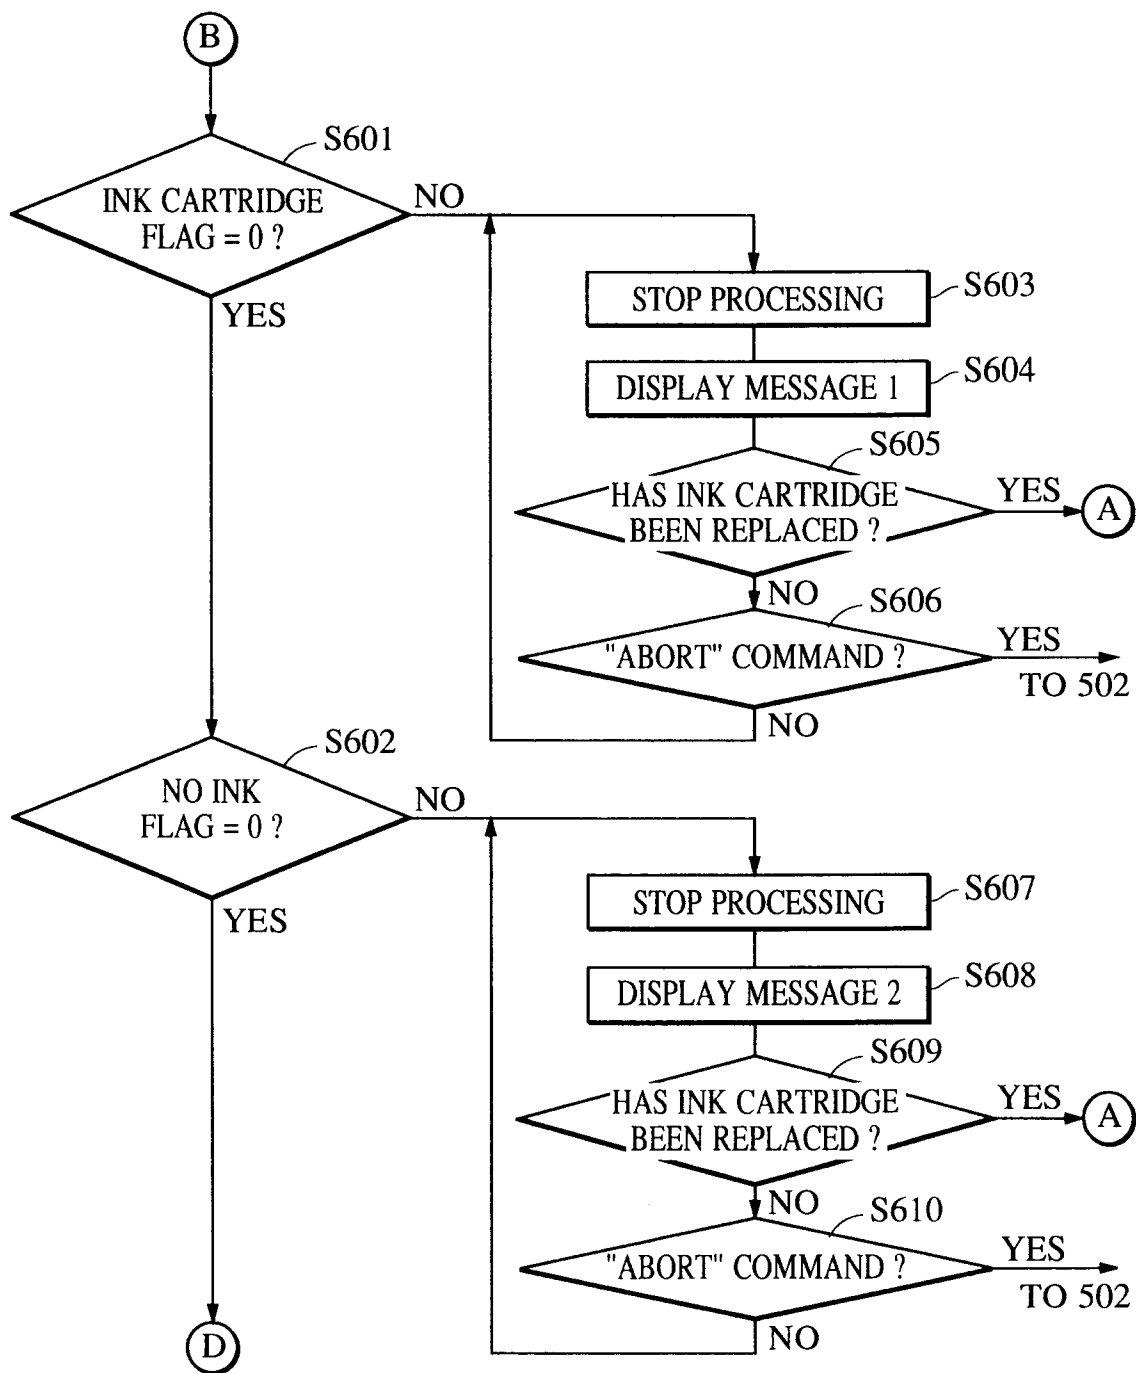 B
S601
INK CARTRIDGE
FLAG = 0 ?
NO
YES
STOP PROCESSING
S603
DISPLAY MESSAGE 1
S604
S605
HAS INK CARTRIDGE
BEEN REPLACED ?
YES
A
NO
S606
"ABORT" COMMAND ?
YES
TO 502
NO
S602
NO INK
FLAG = 0 ?
NO
YES
STOP PROCESSING
S607
DISPLAY MESSAGE 2
S608
S609
HAS INK CARTRIDGE
BEEN REPLACED ?
YES
A
NO
S610
"ABORT" COMMAND ?
YES
TO 502
NO
D